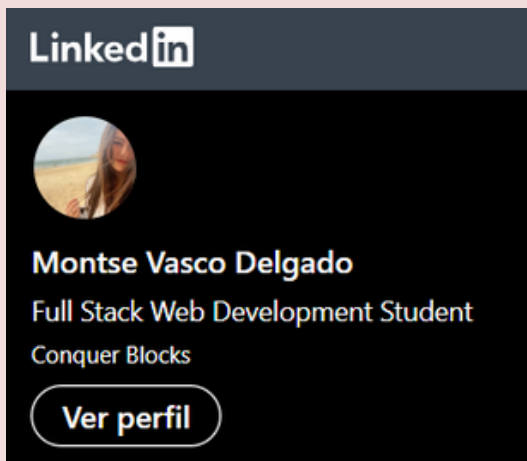 Linkedin
Montse Vasco Delgado
Full Stack Web Development Student
Conquer Blocks
Ver perfil